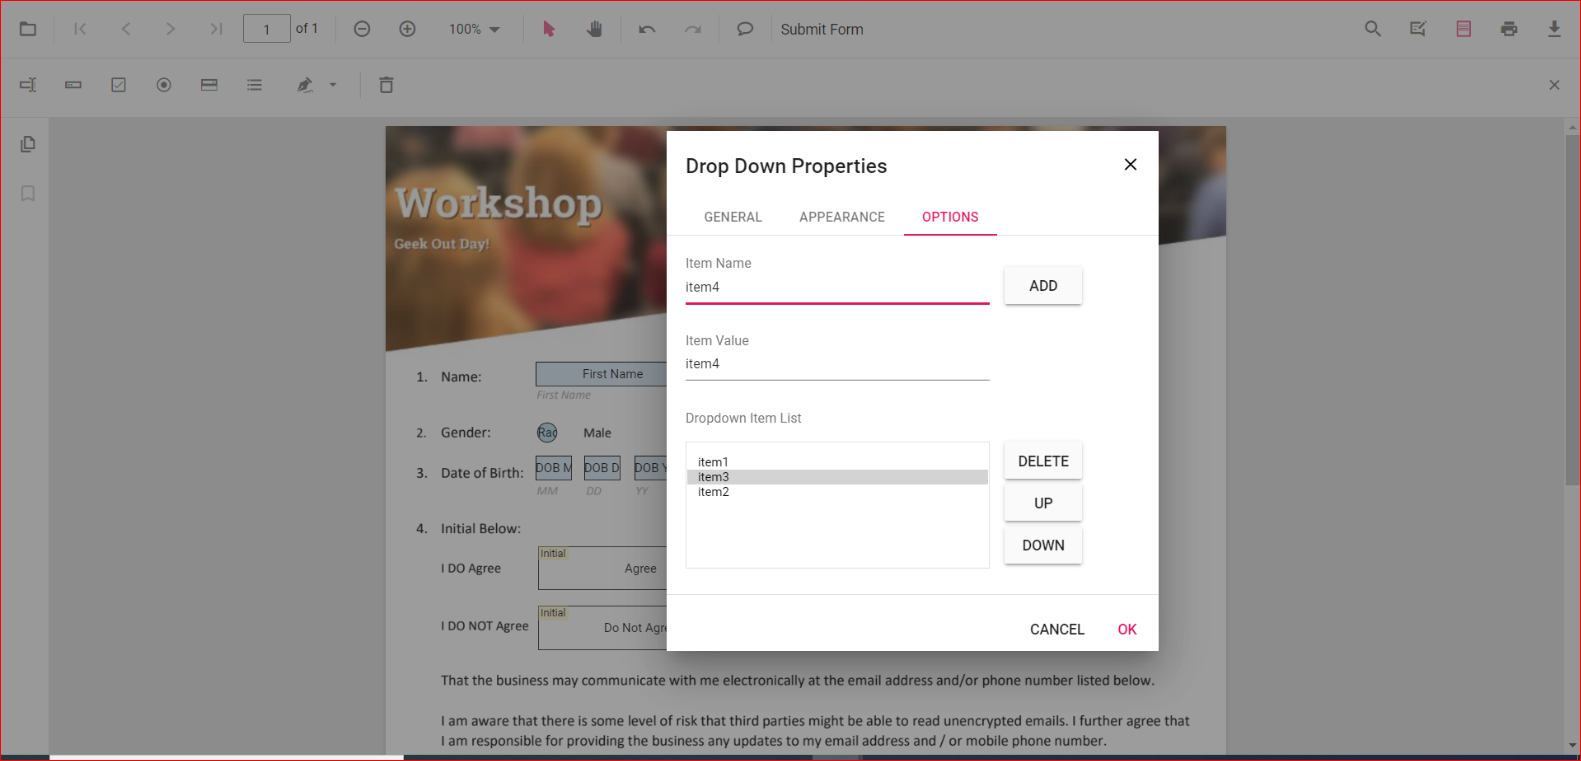 1 of 1 100% Submit Form
Workshop
Geek Out Day!
Drop Down Properties
GENERAL APPEARANCE OPTIONS
Item Name
item4
ADD
Item Value
item4
Dropdown Item List
item1
item3
item2
DELETE
UP
DOWN
CANCEL OK
1. Name: First Name
First Name
2. Gender: Rad Male
3. Date of Birth: DOB M DOB D DOB Y
MM DD YY
4. Initial Below:
Initial
I DO Agree Agree
Initial
I DO NOT Agree Do Not Agre
That the business may communicate with me electronically at the email address and/or phone number listed below.
I am aware that there is some level of risk that third parties might be able to read unencrypted emails. I further agree that
I am responsible for providing the business any updates to my email address and / or mobile phone number.